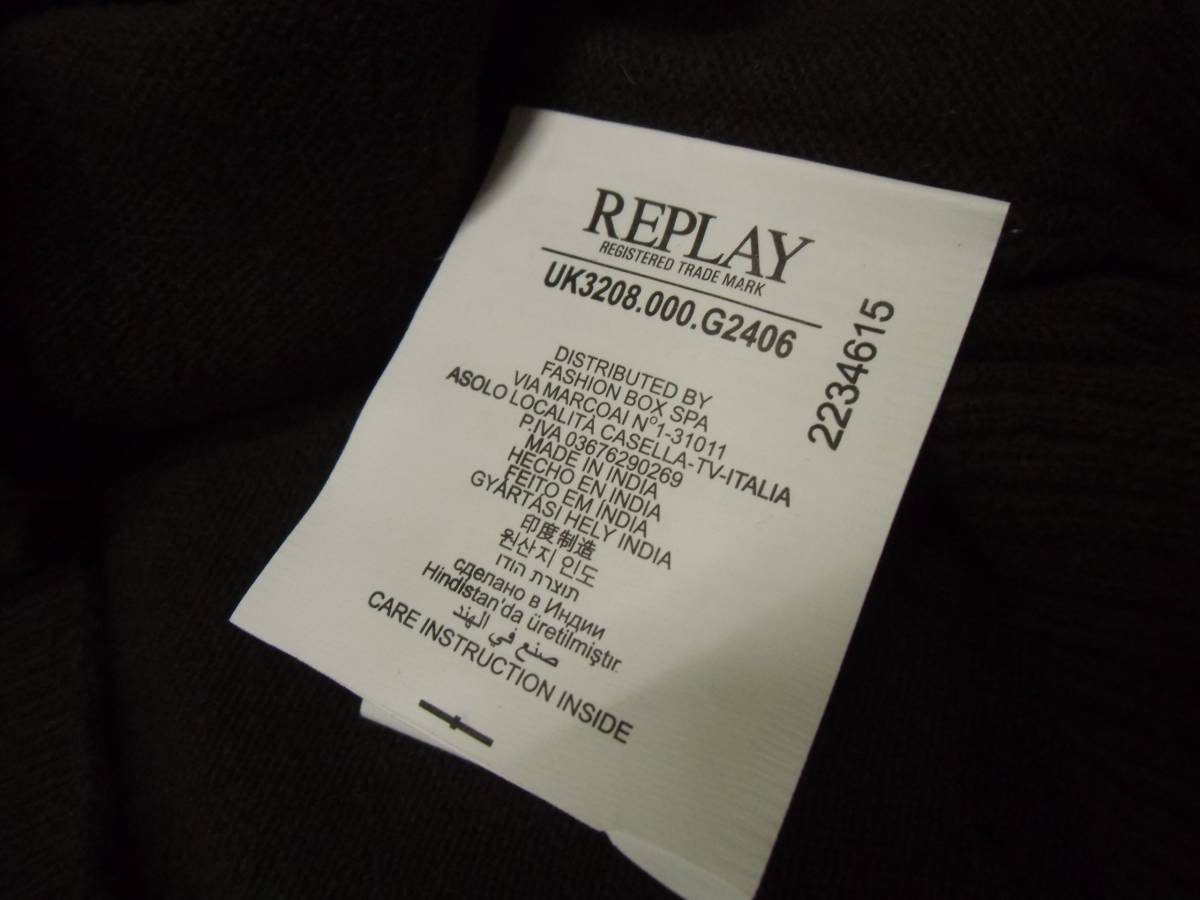 REPLAY
REGISTERED TRADE MARK
UK3208.000.G2406
2234615
DISTRIBUTED BY
FASHION BOX SPA
VIA MARCOAI N°1-31011
ASOLO LOCALITÀ CASELLA-TV-ITALIA
P.IVA 03676290269
MADE IN INDIA
HECHO EN INDIA
FEITO EM INDIA
GYÁRTÁSI HELY INDIA
印度制造
원산지 인도
תוצרת הודו
сделано в Индии
Hindistan'da üretilmiştir
صنع في الهند
CARE INSTRUCTION INSIDE